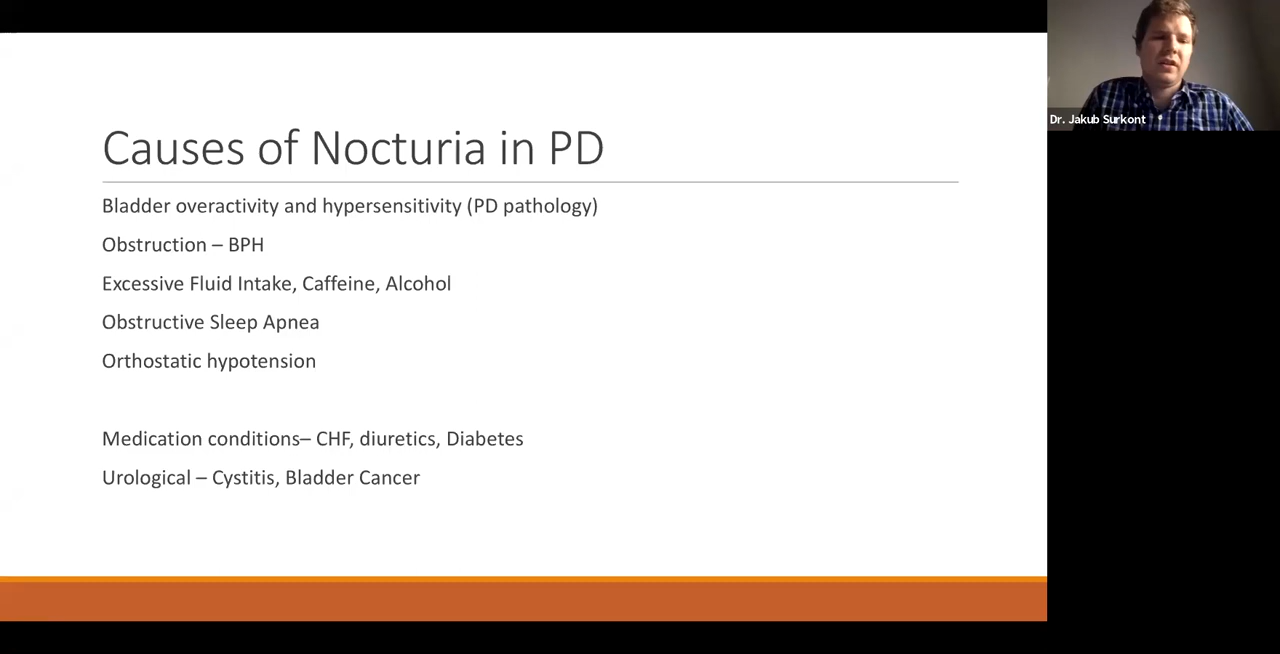 Causes of Nocturia in PD
Bladder overactivity and hypersensitivity (PD pathology)
Obstruction – BPH
Excessive Fluid Intake, Caffeine, Alcohol
Obstructive Sleep Apnea
Orthostatic hypotension
Medication conditions– CHF, diuretics, Diabetes
Urological – Cystitis, Bladder Cancer
Dr. Jakub Surkont